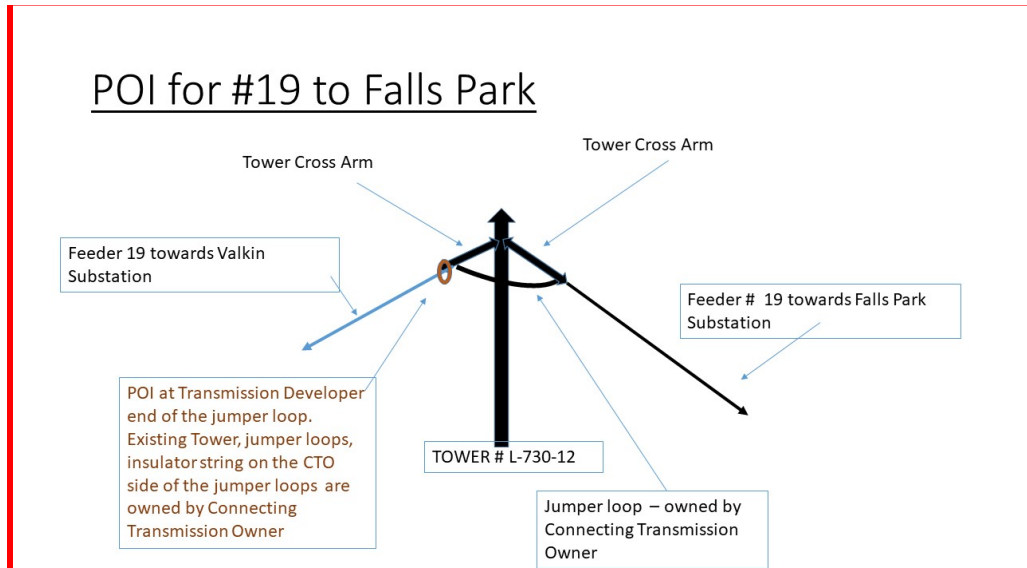 POI for #19 to Falls Park
Tower Cross Arm
Tower Cross Arm
Feeder 19 towards Valkin
Substation
Feeder #  19 towards Falls Park
Substation
POI at Transmission Developer
end of the jumper loop.
Existing Tower, jumper loops,
insulator string on the CTO
side of the jumper loops  are
owned by Connecting
Transmission Owner
TOWER # L-730-12
Jumper loop  – owned by
Connecting Transmission
Owner